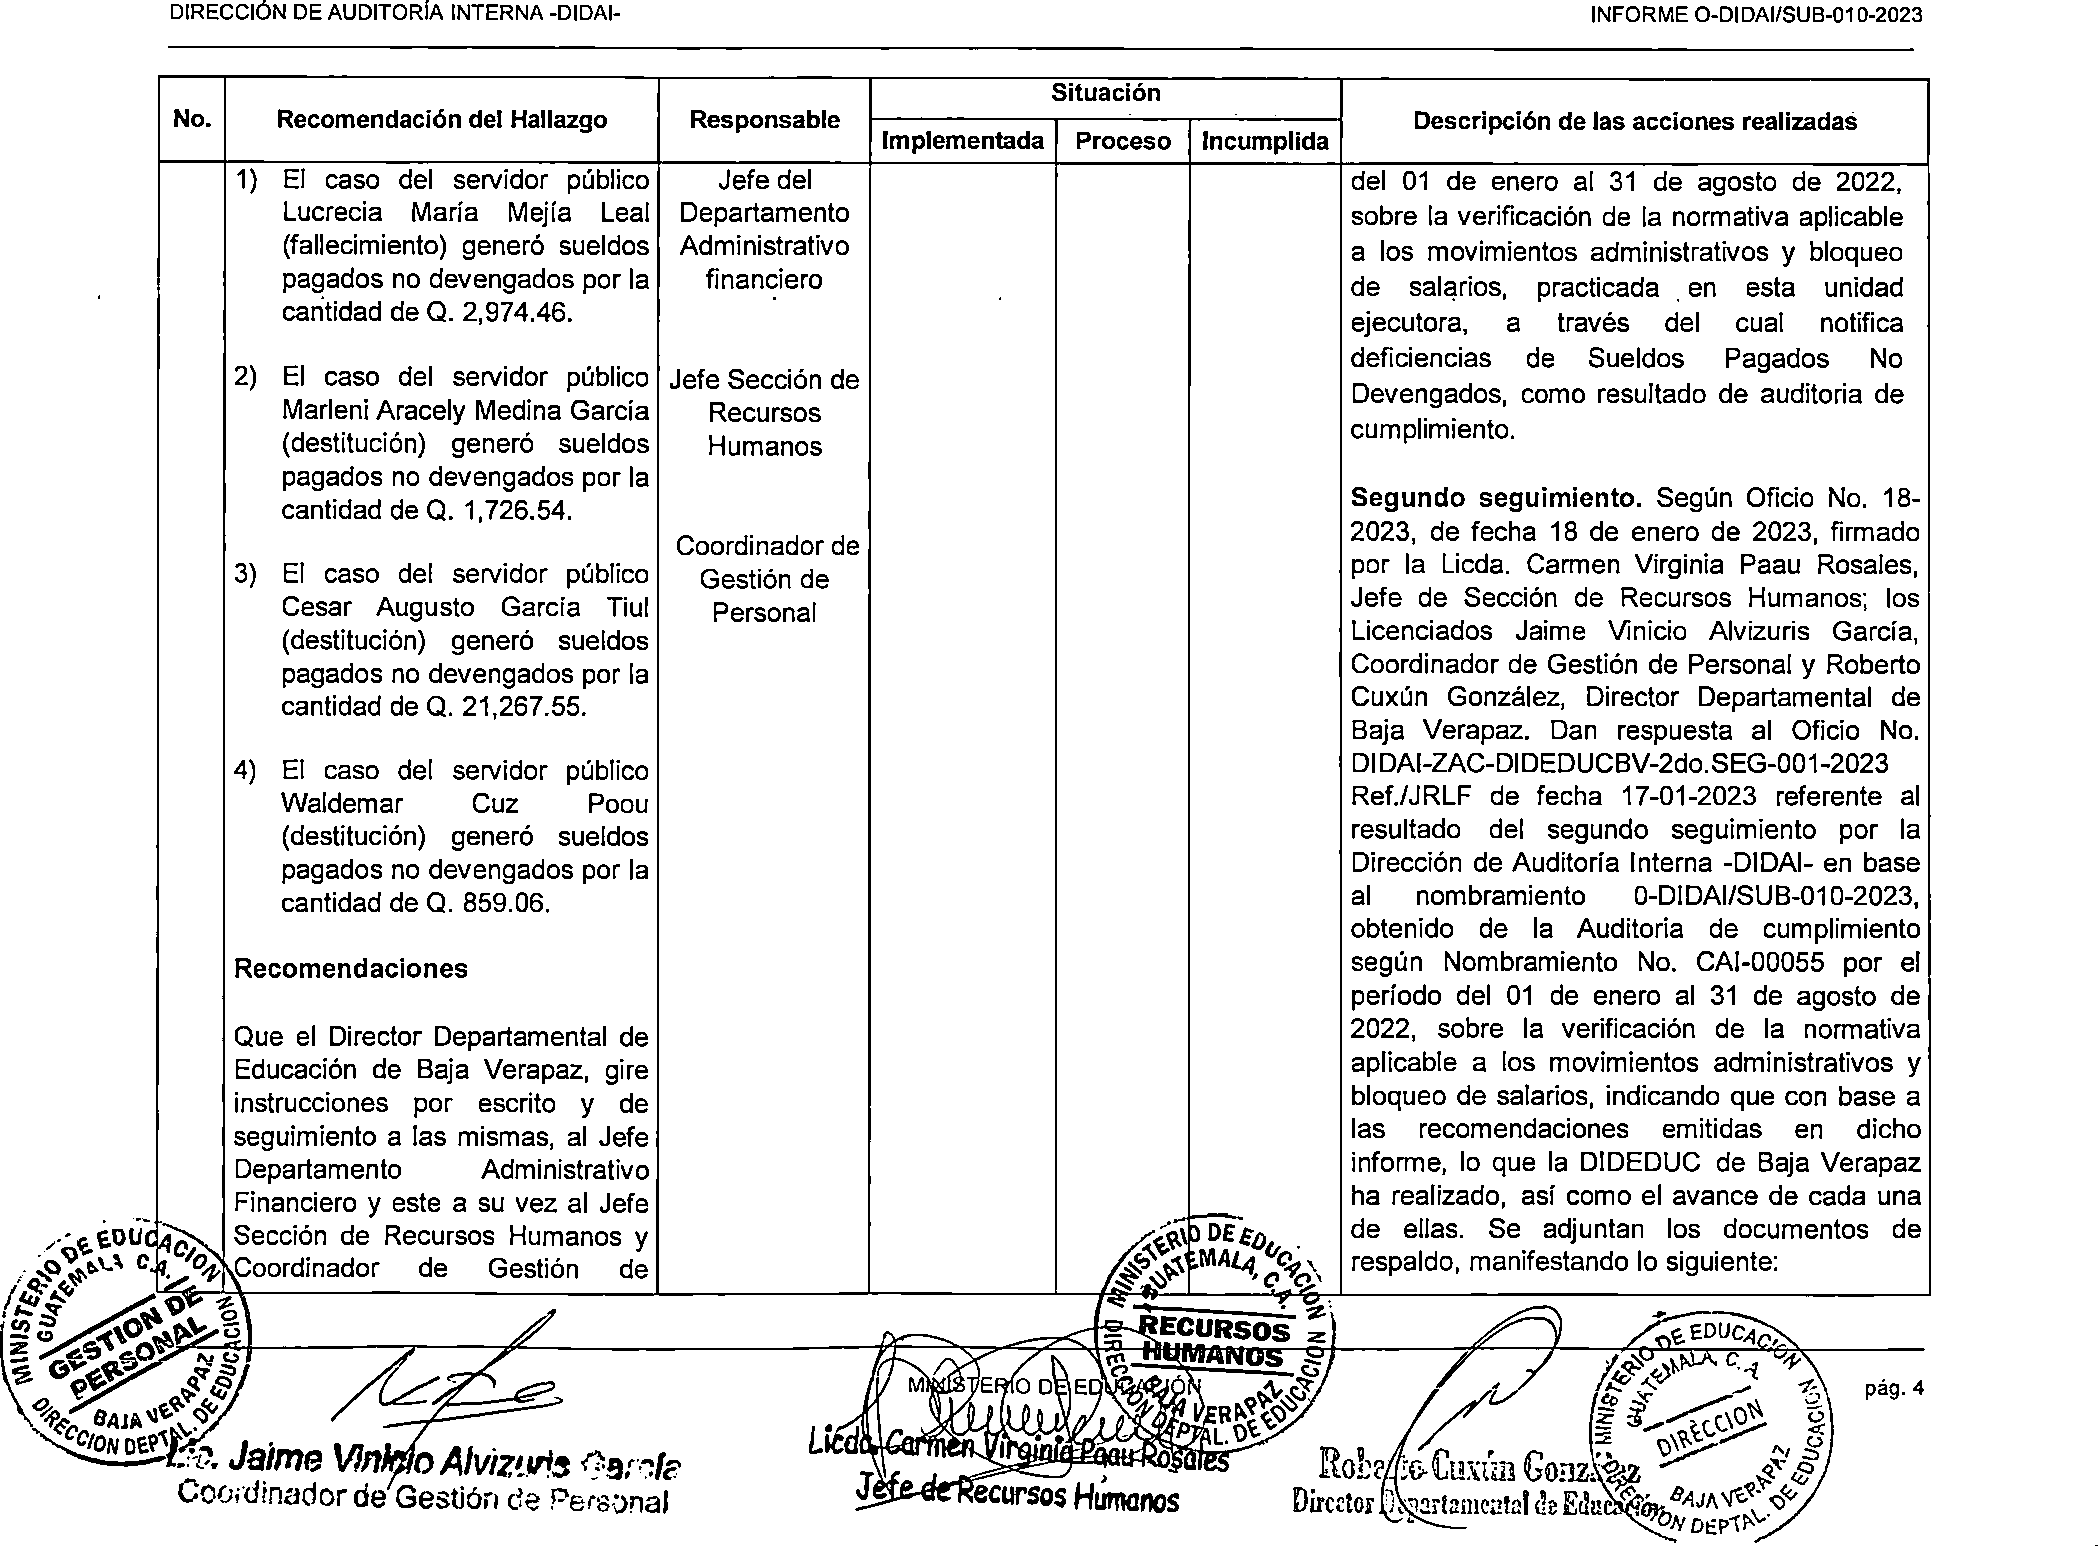 DIRECCIÓN DE AUDITORÍA INTERNA -DIDAI-
INFORME O-DIDAI/SUB-010-2023
No.
Recomendación del Hallazgo
Responsable
Situación
Implementada
Proceso
Incumplida
Descripción de las acciones realizadas
1) El caso del servidor público
Lucrecia María Mejía Leal
(fallecimiento) generó sueldos
pagados no devengados por la
cantidad de Q. 2,974.46.
2) El caso del servidor público
Marleni Aracely Medina García
(destitución) generó sueldos
pagados no devengados por la
cantidad de Q. 1,726.54.
3) El caso del servidor público
Cesar Augusto García Tiul
(destitución) generó sueldos
pagados no devengados por la
cantidad de Q. 21,267.55.
4) El caso del servidor público
Waldemar Cuz Poou
(destitución) generó sueldos
pagados no devengados por la
cantidad de Q. 859.06.
Recomendaciones
Que el Director Departamental de
Educación de Baja Verapaz, gire
instrucciones por escrito y de
seguimiento a las mismas, al Jefe
Departamento Administrativo
Financiero y este a su vez al Jefe
Sección de Recursos Humanos y
Coordinador de Gestión de
Jefe del
Departamento
Administrativo
financiero
Jefe Sección de
Recursos
Humanos
Coordinador de
Gestión de
Personal
del 01 de enero al 31 de agosto de 2022,
sobre la verificación de la normativa aplicable
a los movimientos administrativos y bloqueo
de salarios, practicada en esta unidad
ejecutora, a través del cual notifica
deficiencias de Sueldos Pagados No
Devengados, como resultado de auditoria de
cumplimiento.
Segundo seguimiento. Según Oficio No. 18-
2023, de fecha 18 de enero de 2023, firmado
por la Licda. Carmen Virginia Paau Rosales,
Jefe de Sección de Recursos Humanos; los
Licenciados Jaime Vinicio Alvizuris García,
Coordinador de Gestión de Personal y Roberto
Cuxún González, Director Departamental de
Baja Verapaz. Dan respuesta al Oficio No.
DIDAI-ZAC-DIDEDUCBV-2do.SEG-001-2023
Ref./JRLF de fecha 17-01-2023 referente al
resultado del segundo seguimiento por la
Dirección de Auditoría Interna -DIDAI- en base
al nombramiento 0-DIDAI/SUB-010-2023,
obtenido de la Auditoria de cumplimiento
según Nombramiento No. CAI-00055 por el
período del 01 de enero al 31 de agosto de
2022, sobre la verificación de la normativa
aplicable a los movimientos administrativos y
bloqueo de salarios, indicando que con base a
las recomendaciones emitidas en dicho
informe, lo que la DIDEDUC de Baja Verapaz
ha realizado, así como el avance de cada una
de ellas. Se adjuntan los documentos de
respaldo, manifestando lo siguiente:
MINISTERIO DE EDUCACION
GUATEMALA C.A.
GESTION DE
PERSONAL
BAJA VERAPAZ
DIRECCION DEPTAL. DE EDUCACION
Lic. Jaime Vinicio Alvizuris García
Coordinador de Gestión de Personal
MINISTERIO DE EDUCACION
GUATEMALA, C.A.
RECURSOS
HUMANOS
BAJA VERAPAZ
DIRECCION DEPTAL. DE EDUCACION
MINISTERIO DE EDUCACIÓN
Licda. Carmen Virginia Paau Rosales
Jefe de Recursos Humanos
MINISTERIO DE EDUCACION
GUATEMALA, C. A.
DIRECCION
BAJA VERAPAZ
DIRECCION DEPTAL. DE EDUCACION
Roberto Cuxún González
Director Departamental de Educación
pág. 4